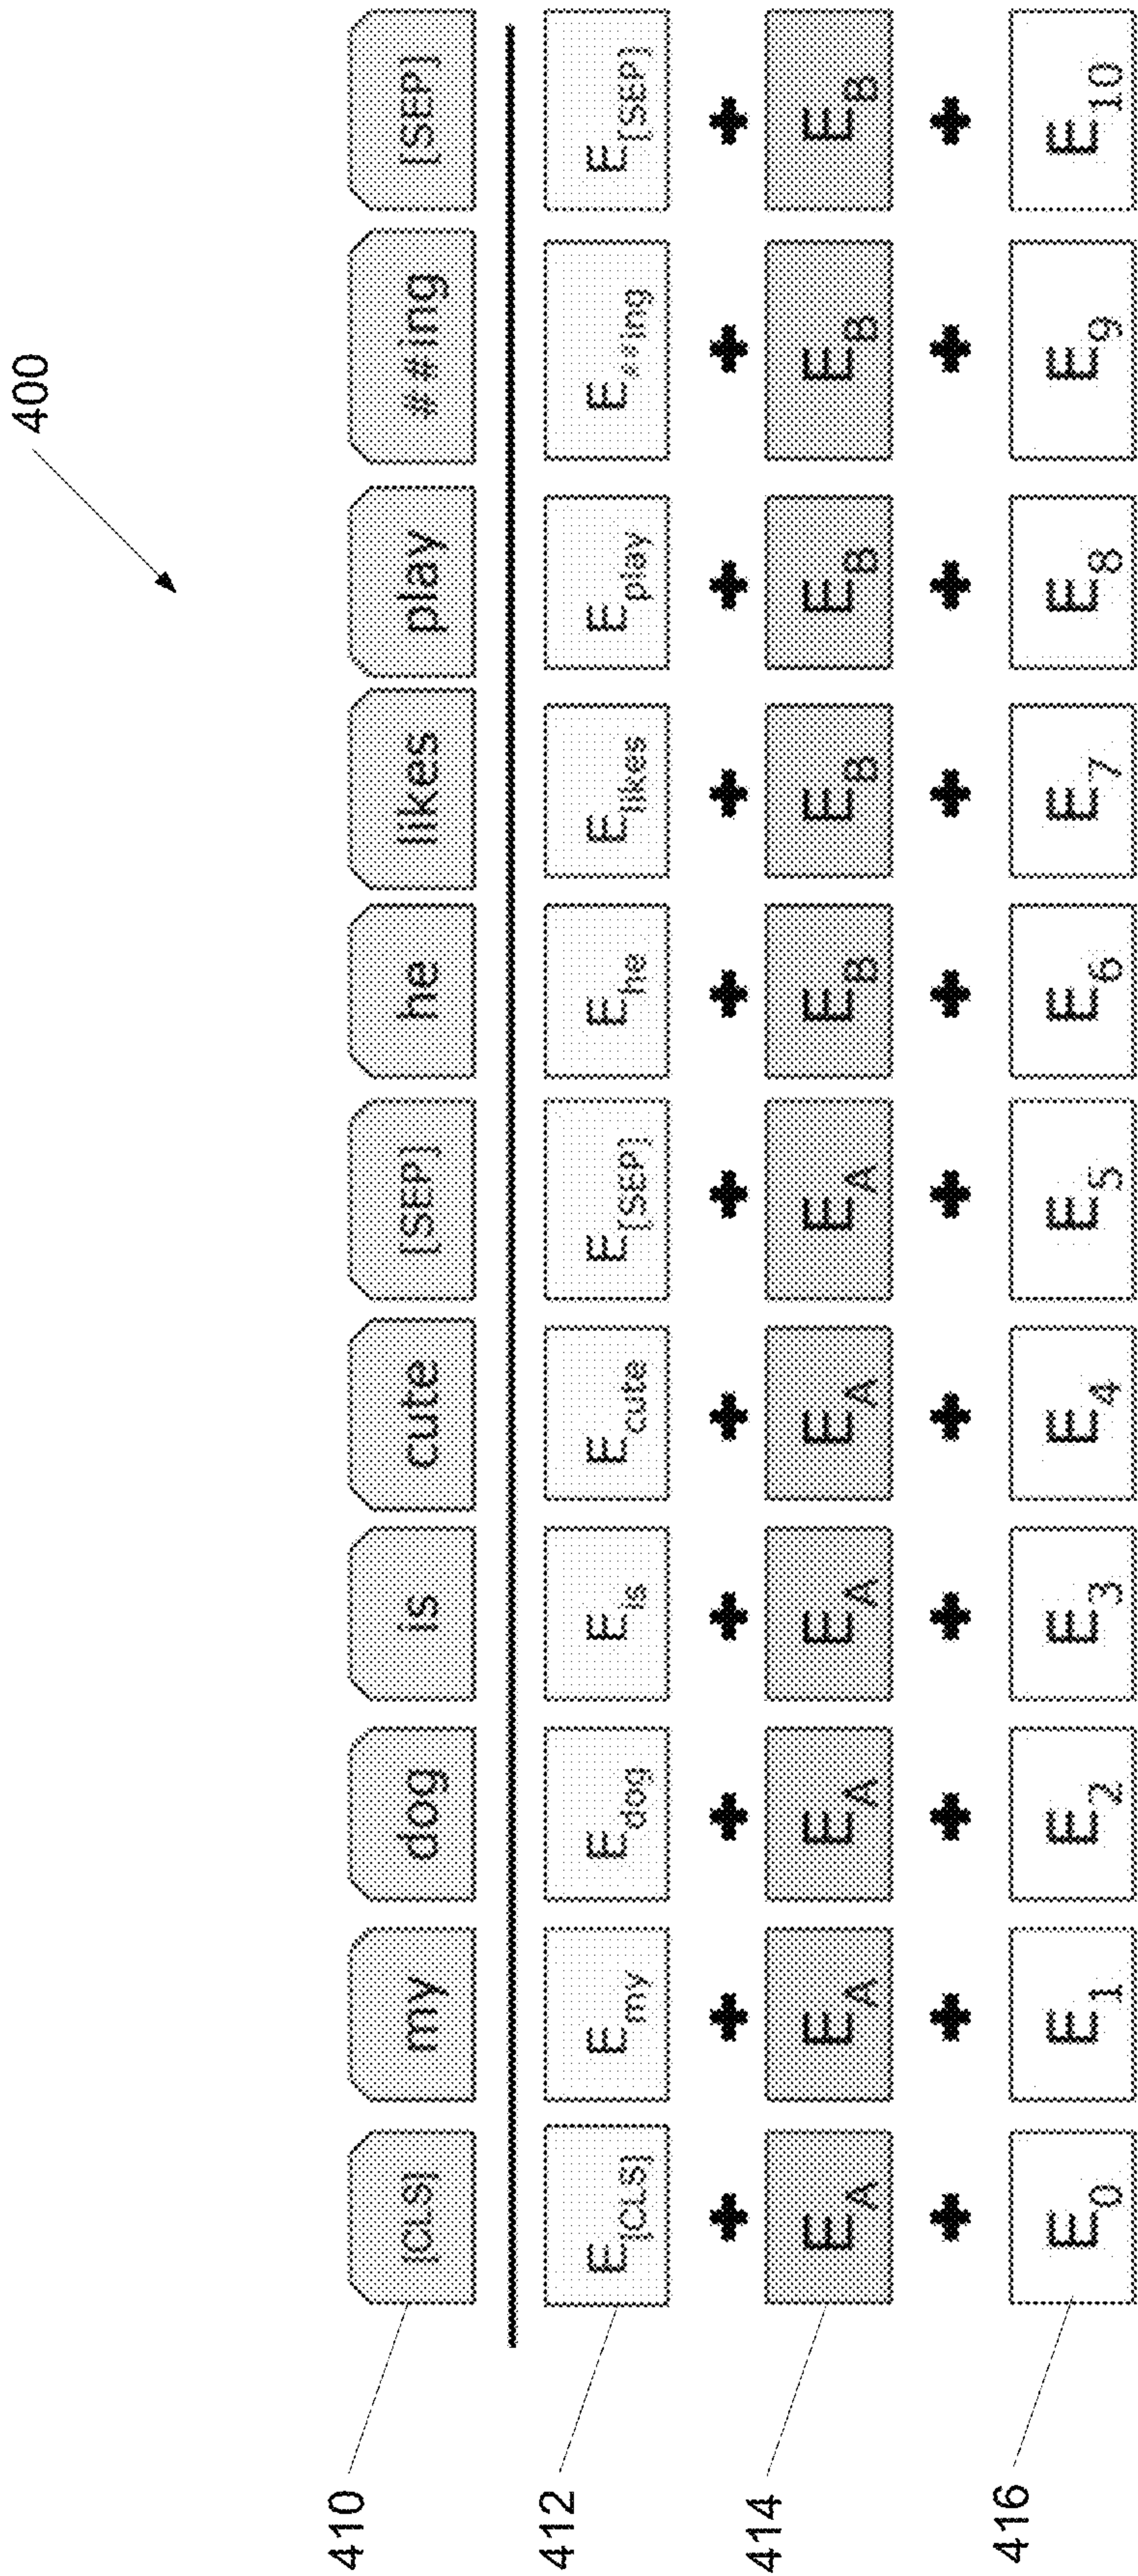 400
410 [CLS] my dog is cute [SEP] he likes play ##ing [SEP]
412 E[CLS] Emy Edog Eis Ecute E[SEP] Ehe Elikes Eplay E##ing E[SEP]
+ + + + + + + + + + +
414 EA EA EA EA EA EA EB EB EB EB EB
+ + + + + + + + + + +
416 E0 E1 E2 E3 E4 E5 E6 E7 E8 E9 E10